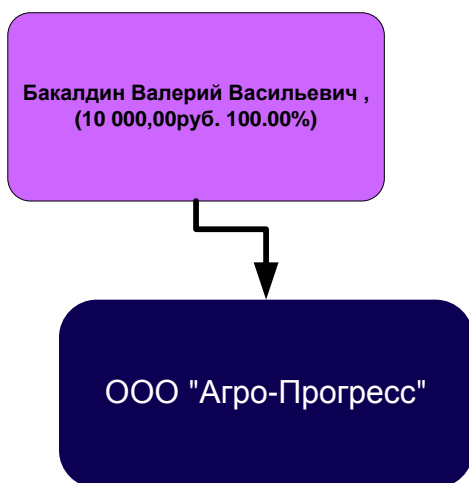 Бакалдин Валерий Васильевич ,
(10 000,00руб. 100.00%)
ООО "Агро-Прогресс"